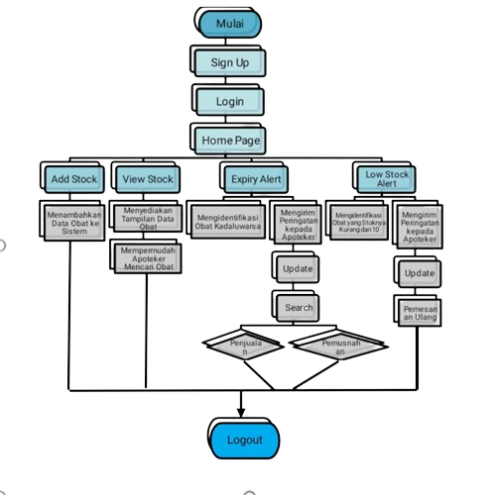 Mulai
Sign Up
Login
Home Page
Add Stock
View Stock
Expiry Alert
Low Stock
Alert
Menambahkan
Data Obat ke
Sistem
Menyediakan
Tampilan Data
Obat
Mempermudah
Apoteker
Mencari Obat
Mengidentifikasi
Obat Kadaluwarsa
Mengirim
Peringatan
kepada
Apoteker
Update
Search
Mengidentifikasi
Obat yang Stoknya
Kurang dari 10
Mengirim
Peringatan
kepada
Apoteker
Update
Pemesan
an Ulang
Penjuala
n
Pemusnah
an
Logout